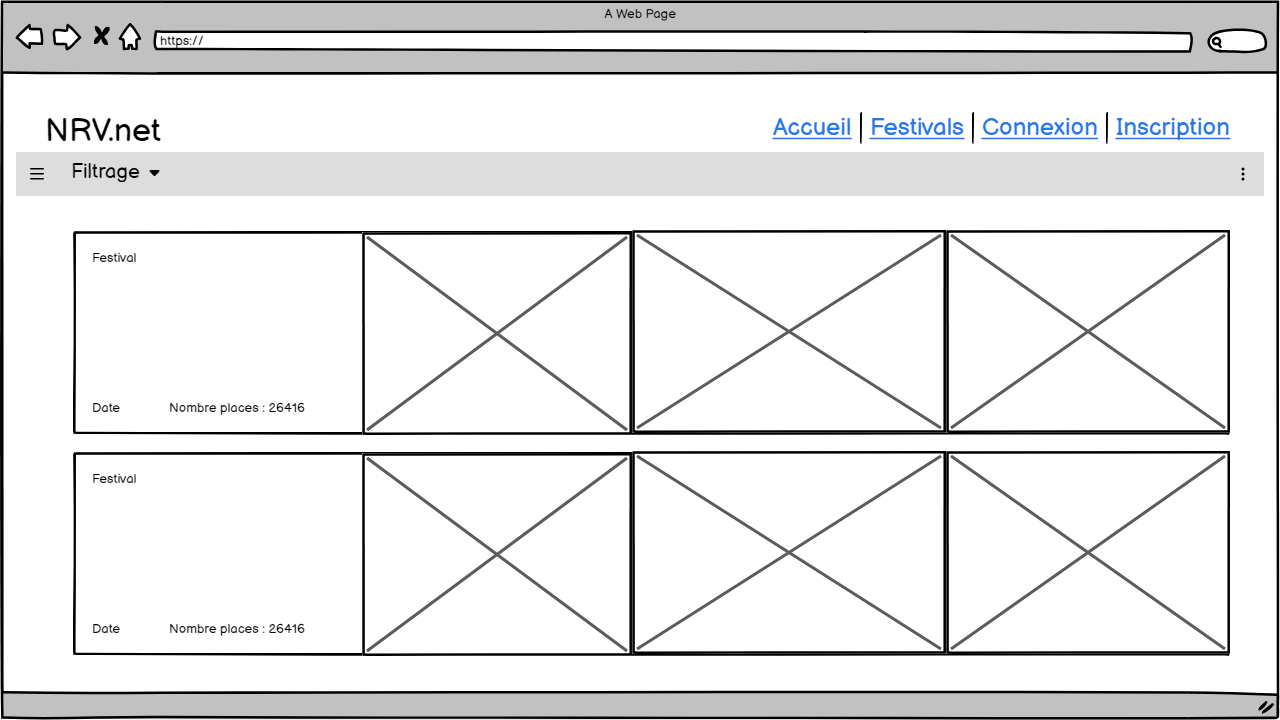 A Web Page
https://
NRV.net
Accueil | Festivals | Connexion | Inscription
Filtrage
Festival
Date Nombre places : 26416
Festival
Date Nombre places : 26416